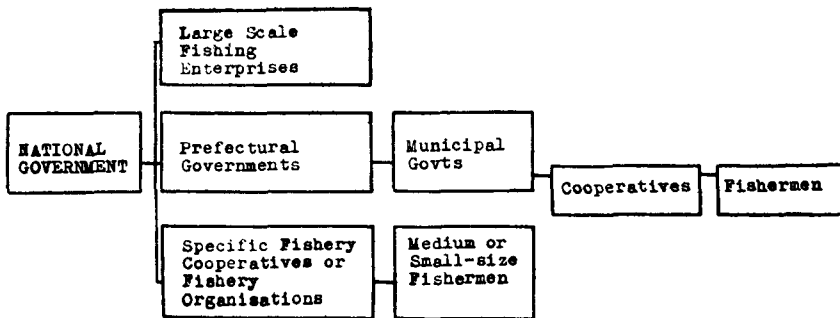 Large Scale
Fishing
Enterprises
NATIONAL
GOVERNMENT
Prefectural
Governments
Municipal
Govts
Cooperatives
Fishermen
Specific Fishery
Cooperatives or
Fishery
Organisations
Medium or
Small-size
Fishermen